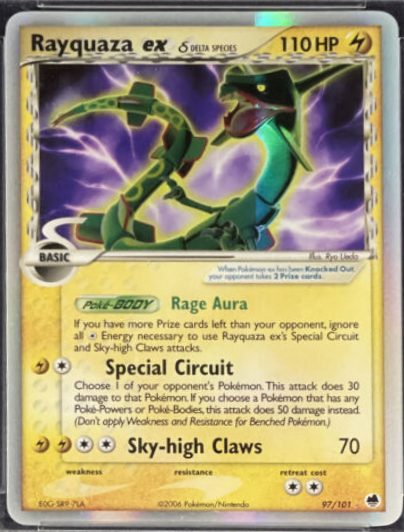 Rayquaza ex δ DELTA SPECIES 110 HP
BASIC
Illus. Ryo Ueda
When Pokémon-ex has been Knocked Out,
your opponent takes 2 Prize cards.
Poké-BODY Rage Aura
If you have more Prize cards left than your opponent, ignore
all Energy necessary to use Rayquaza ex's Special Circuit
and Sky-high Claws attacks.
Special Circuit
Choose 1 of your opponent's Pokémon. This attack does 30
damage to that Pokémon. If you choose a Pokémon that has any
Poké-Powers or Poké-Bodies, this attack does 50 damage instead.
(Don't apply Weakness and Resistance for Benched Pokémon.)
Sky-high Claws 70
weakness resistance retreat cost
©2006 Pokémon/Nintendo 97/101